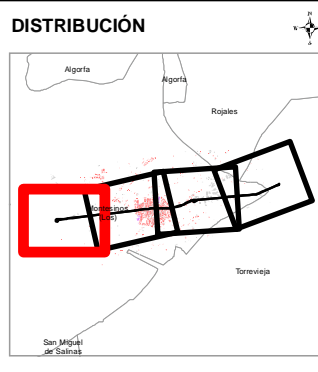 DISTRIBUCIÓN
N
Algorfa
Algorfa
Rojales
Montesinos
(Los)
Torrevieja
San Miguel
de Salinas